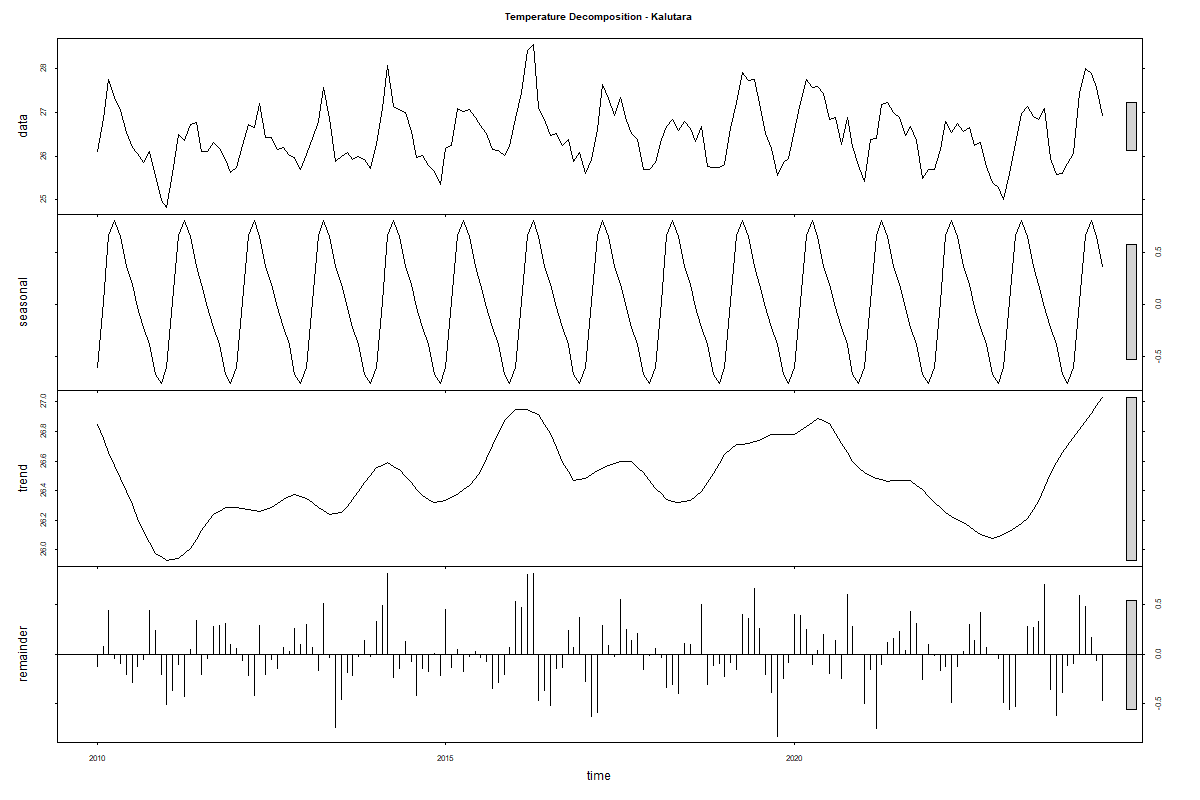 Temperature Decomposition - Kalutara
data
25 26 27 28
seasonal
-0.5 0.0 0.5
trend
26.0 26.2 26.4 26.6 26.8 27.0
remainder
-0.5 0.0 0.5
2010 2015 2020
time